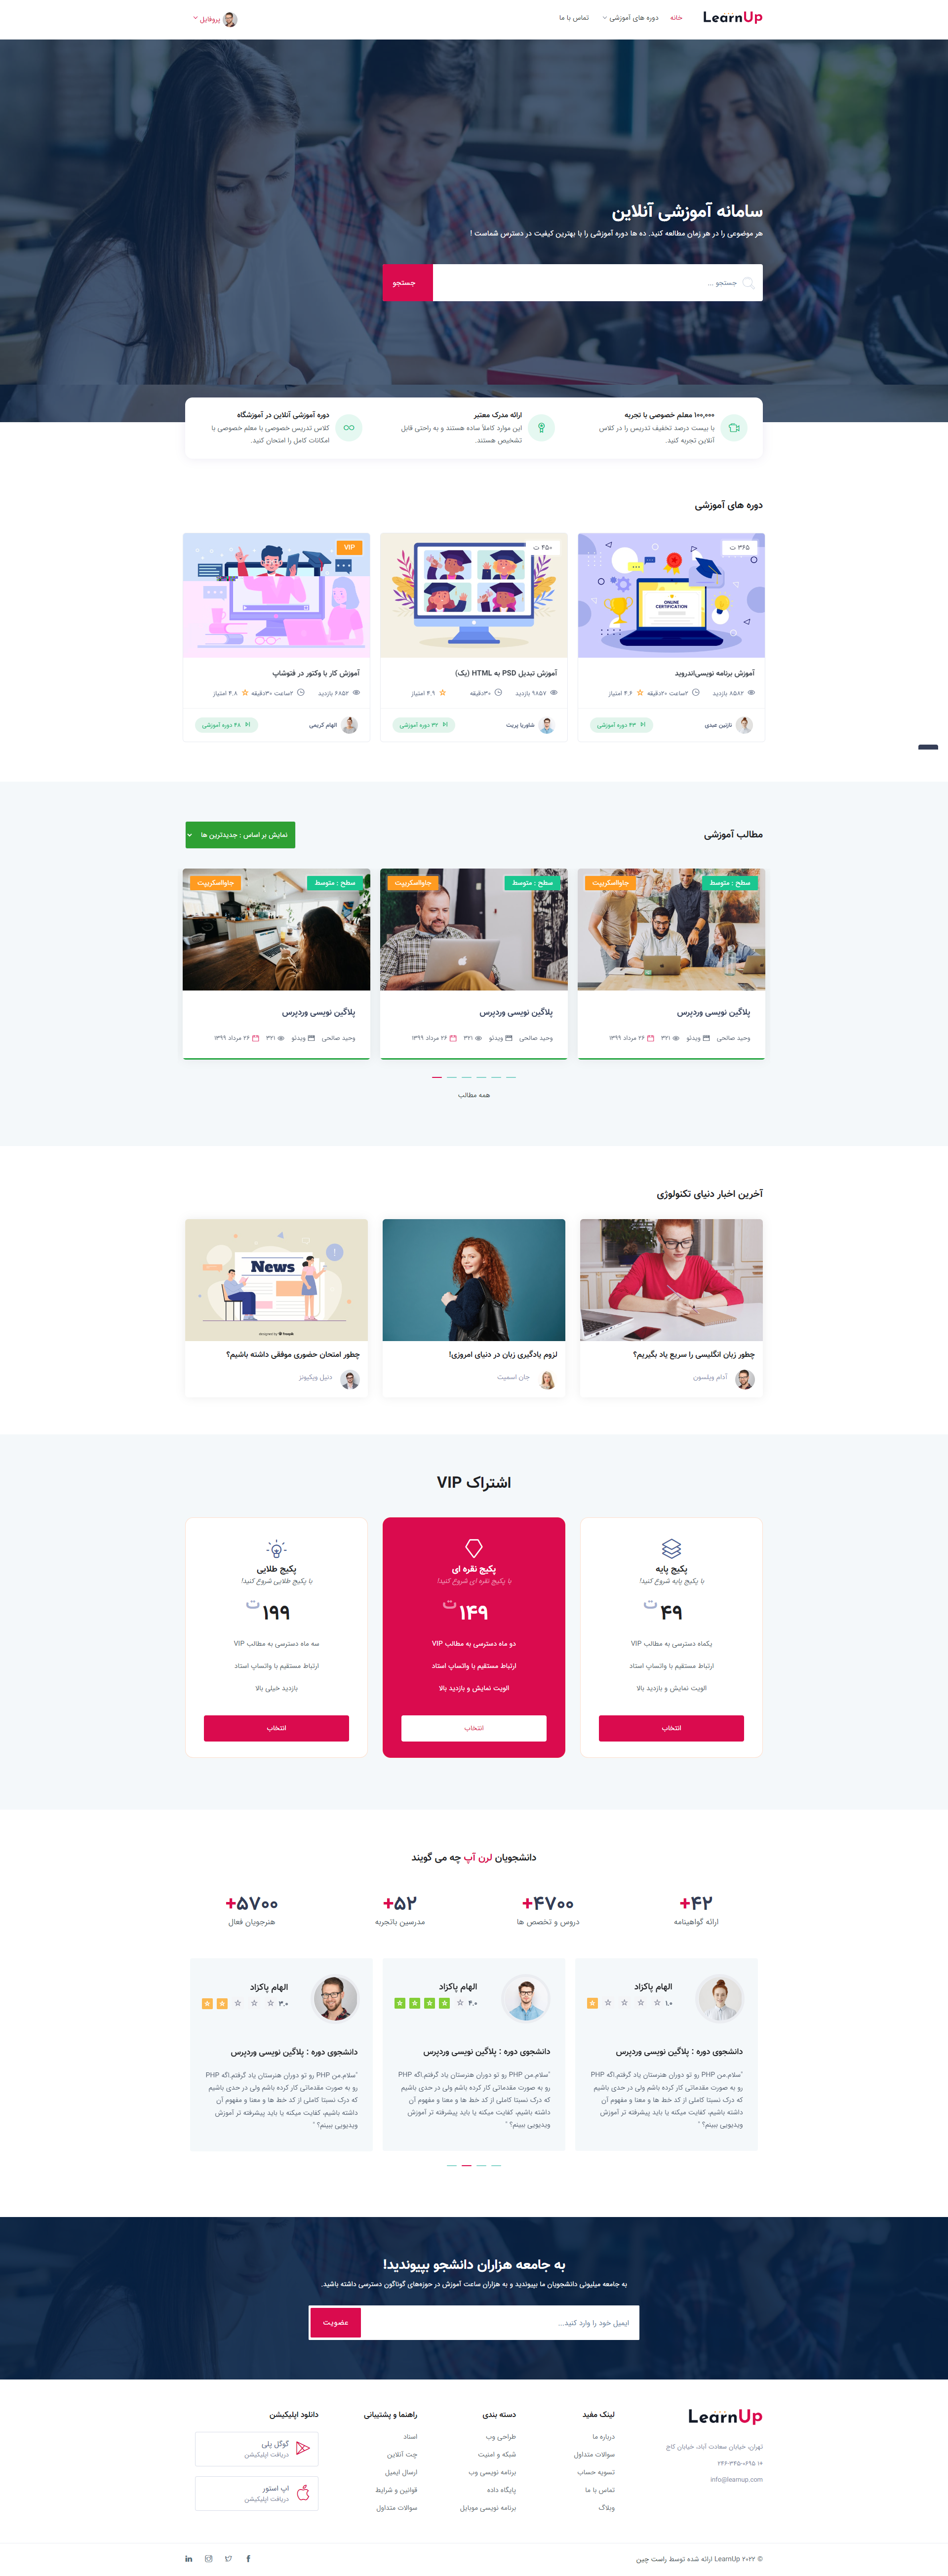 LearnUp
خانه
دوره های آموزشی
تماس با ما
پروفایل
سامانه آموزشی آنلاین
هر موضوعی را در هر زمان مطالعه کنید. ده ها دوره آموزشی را با بهترین کیفیت در دسترس شماست !
جستجو ...
جستجو
۱۰۰,۰۰۰ معلم خصوصی با تجربه
با بیست درصد تخفیف تدریس را در کلاس
آنلاین تجربه کنید.
ارائه مدرک معتبر
این موارد کاملاً ساده هستند و به راحتی قابل
تشخیص هستند.
دوره آموزشی آنلاین در آموزشگاه
کلاس تدریس خصوصی با معلم خصوصی با
امکانات کامل را امتحان کنید.
دوره های آموزشی
۳۶۵ ت
ONLINE
CERTIFICATION
آموزش برنامه نویسی‌اندروید
۸۵۸۲ بازدید
۲ساعت ۲۰دقیقه
۴.۶ امتیاز
نازنین عبدی
۴۳ دوره آموزشی
۴۵۰ ت
آموزش تبدیل PSD به HTML (پک)
۹۸۵۷ بازدید
۳۰دقیقه
۴.۹ امتیاز
شاوریا پریت
۳۲ دوره آموزشی
VIP
آموزش کار با وکتور در فتوشاپ
۶۸۵۲ بازدید
۲ساعت ۳۰دقیقه
۴.۸ امتیاز
الهام کریمی
۲۸ دوره آموزشی
مطالب آموزشی
نمایش بر اساس : جدیدترین ها
سطح : متوسط
جاوااسکریپت
پلاگین نویسی وردپرس
وحید صالحی
ویدئو
۳۲۱
۲۶ مرداد ۱۳۹۹
سطح : متوسط
جاوااسکریپت
پلاگین نویسی وردپرس
وحید صالحی
ویدئو
۳۲۱
۲۶ مرداد ۱۳۹۹
سطح : متوسط
جاوااسکریپت
پلاگین نویسی وردپرس
وحید صالحی
ویدئو
۳۲۱
۲۶ مرداد ۱۳۹۹
همه مطالب
آخرین اخبار دنیای تکنولوژی
چطور زبان انگلیسی را سریع یاد بگیریم؟
آدام ویلسون
لزوم یادگیری زبان در دنیای امروزی!
جان اسمیت
News
designed by freepik
چطور امتحان حضوری موفقی داشته باشیم؟
دنیل ویکیونز
اشتراک VIP
پکیج پایه
با پکیج پایه شروع کنید!
۴۹ ت
یکماه دسترسی به مطالب VIP
ارتباط مستقیم با واتساپ استاد
الویت نمایش و بازدید بالا
انتخاب
پکیج نقره ای
با پکیج نقره ای شروع کنید!
۱۴۹ ت
دو ماه دسترسی به مطالب VIP
ارتباط مستقیم با واتساپ استاد
الویت نمایش و بازدید بالا
انتخاب
پکیج طلایی
با پکیج طلایی شروع کنید!
۱۹۹ ت
سه ماه دسترسی به مطالب VIP
ارتباط مستقیم با واتساپ استاد
بازدید خیلی بالا
انتخاب
دانشجویان لرن آپ چه می گویند
۴۲+
ارائه گواهینامه
۴۷۰۰+
دروس و تخصص ها
۵۲+
مدرسین باتجربه
۵۷۰۰+
هنرجویان فعال
الهام پاکزاد
۱.۰
دانشجوی دوره : پلاگین نویسی وردپرس
"سلام.من PHP رو تو دوران هنرستان یاد گرفتم.اگه PHP
رو به صورت مقدماتی کار کرده باشم ولی در حدی باشیم
که درک نسبتا کاملی از کد خط ها و معنا و مفهوم آن
داشته باشیم، کفایت میکنه یا باید پیشرفته تر آموزش
ویدیویی ببینم؟ "
الهام پاکزاد
۴.۰
دانشجوی دوره : پلاگین نویسی وردپرس
"سلام.من PHP رو تو دوران هنرستان یاد گرفتم.اگه PHP
رو به صورت مقدماتی کار کرده باشم ولی در حدی باشیم
که درک نسبتا کاملی از کد خط ها و معنا و مفهوم آن
داشته باشیم، کفایت میکنه یا باید پیشرفته تر آموزش
ویدیویی ببینم؟ "
الهام پاکزاد
۳.۰
دانشجوی دوره : پلاگین نویسی وردپرس
"سلام.من PHP رو تو دوران هنرستان یاد گرفتم.اگه PHP
رو به صورت مقدماتی کار کرده باشم ولی در حدی باشیم
که درک نسبتا کاملی از کد خط ها و معنا و مفهوم آن
داشته باشیم، کفایت میکنه یا باید پیشرفته تر آموزش
ویدیویی ببینم؟ "
به جامعه هزاران دانشجو بپیوندید!
به جامعه میلیونی دانشجویان ما بپیوندید و به هزاران ساعت آموزش در حوزه‌های گوناگون دسترسی داشته باشید.
ایمیل خود را وارد کنید...
عضویت
LearnUp
تهران، خیابان سعادت آباد، خیابان کاج
+۱ ۲۴۶-۳۴۵-۰۶۹۵
info@learnup.com
لینک مفید
درباره ما
سوالات متداول
تسویه حساب
تماس با ما
وبلاگ
دسته بندی
طراحی وب
شبکه و امنیت
برنامه نویسی وب
پایگاه داده
برنامه نویسی موبایل
راهنما و پشتیبانی
اسناد
چت آنلاین
ارسال ایمیل
قوانین و شرایط
سوالات متداول
دانلود اپلیکیشن
گوگل پلی
دریافت اپلیکیشن
اپ استور
دریافت اپلیکیشن
© ۲۰۲۲ LearnUp ارائه شده توسط راست چین